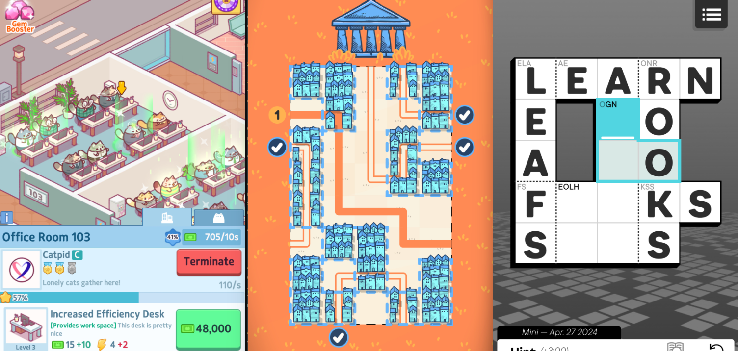 Gem
Booster
103
Office Room 103
41%
705/10s
Catpid C
Lonely cats gather here!
Terminate
110/s
57%
Increased Efficiency Desk
[Provides work space] This desk is pretty
nice
15 +10
4 +2
Level 3
48,000
1
ELA
AE
ONR
L E A R N
OGN
E O
A O
FS
EOLH
KSS
F K S
S S
Mini — Apr. 27 2024